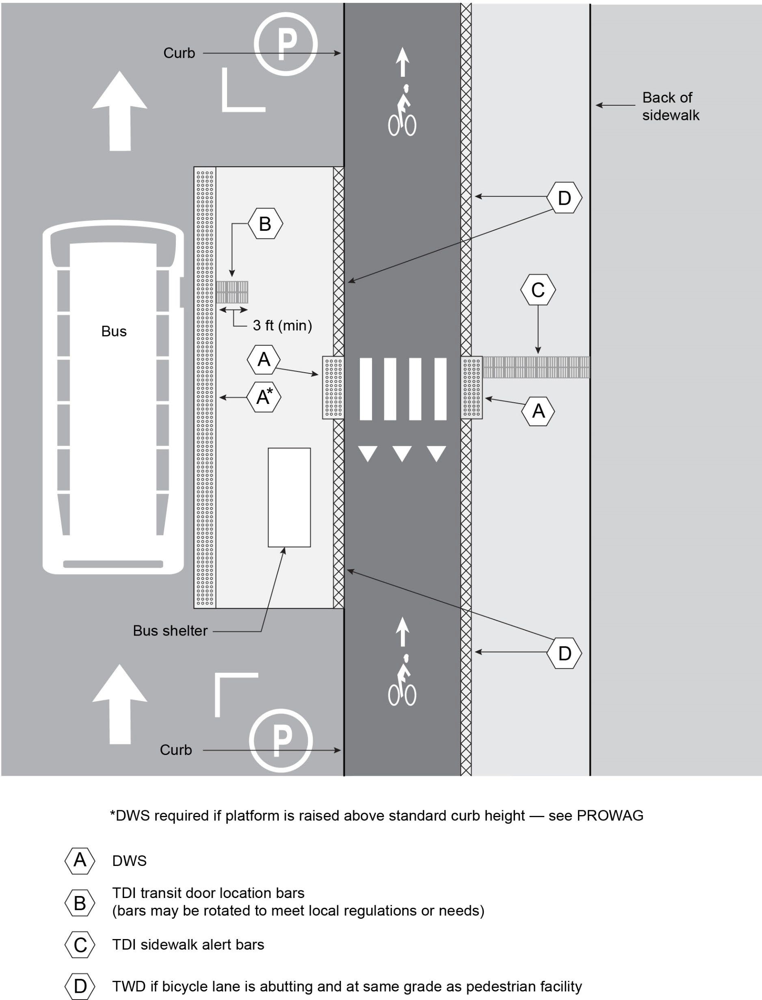 P
Curb
Back of
sidewalk
D
B
C
Bus
3 ft (min)
A
A*
A
Bus shelter
D
P
Curb
*DWS required if platform is raised above standard curb height — see PROWAG
A DWS
B TDI transit door location bars
(bars may be rotated to meet local regulations or needs)
C TDI sidewalk alert bars
D TWD if bicycle lane is abutting and at same grade as pedestrian facility